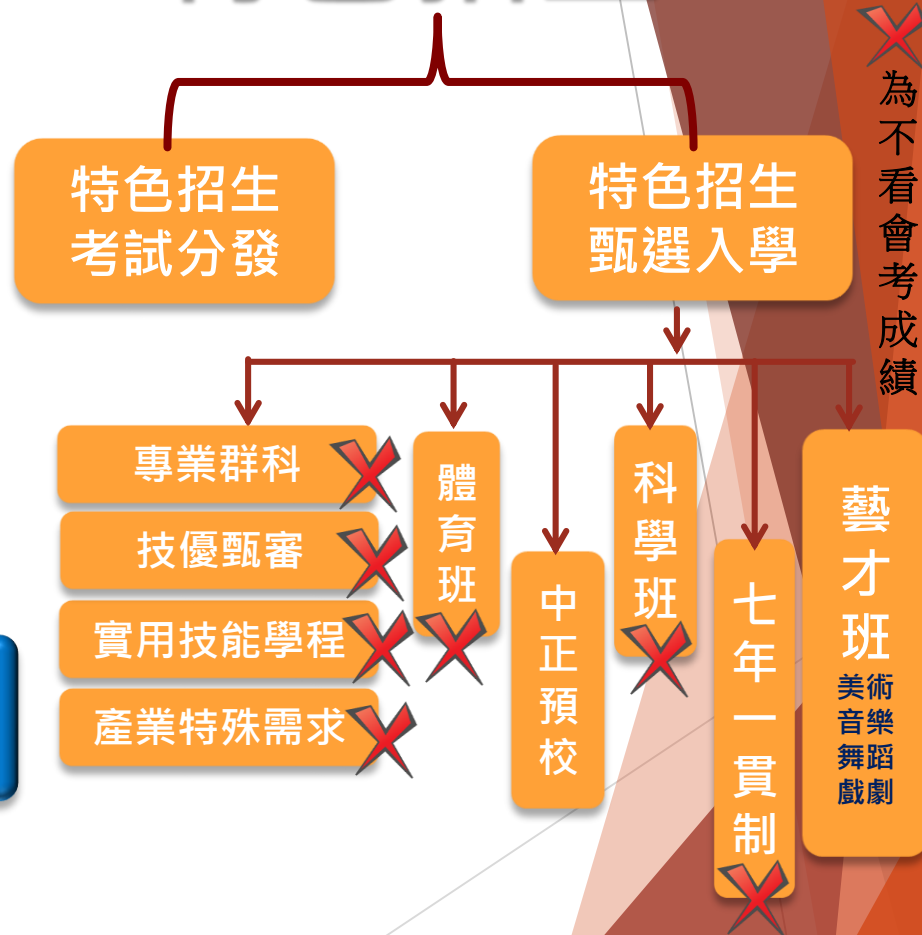 為不看會考成績
特色招生
考試分發
特色招生
甄選入學
專業群科
技優甄審
實用技能學程
產業特殊需求
體育班
中正預校
科學班
七年一貫制
藝才班
美術
音樂
舞蹈
戲劇